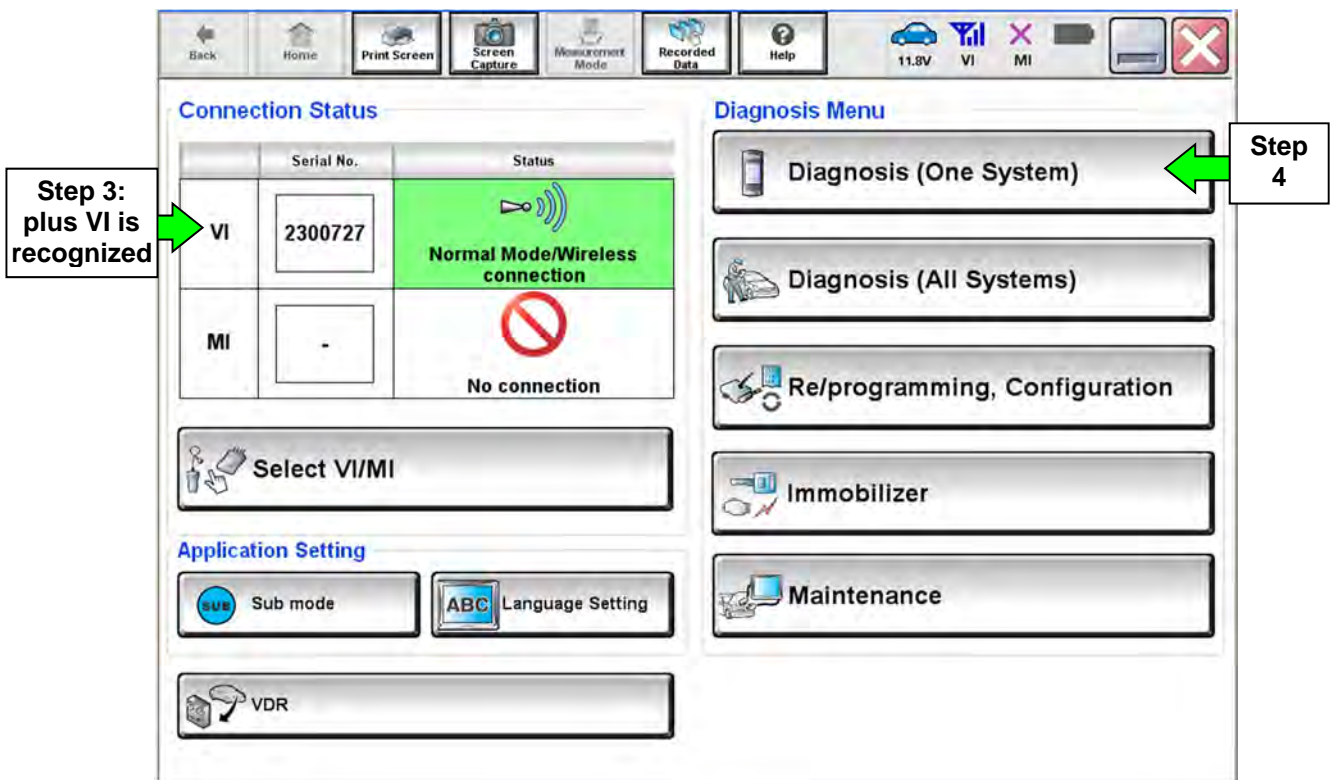 Back
Home
Print Screen
Screen
Capture
Measurement
Mode
Recorded
Data
Help
11.8V
VI
MI
Connection Status
Serial No.
Status
VI
2300727
Normal Mode/Wireless
connection
MI
-
No connection
Step 3:
plus VI is
recognized
Select VI/MI
Application Setting
SUB
Sub mode
ABC
Language Setting
VDR
Diagnosis Menu
Diagnosis (One System)
Step
4
Diagnosis (All Systems)
Re/programming, Configuration
Immobilizer
Maintenance